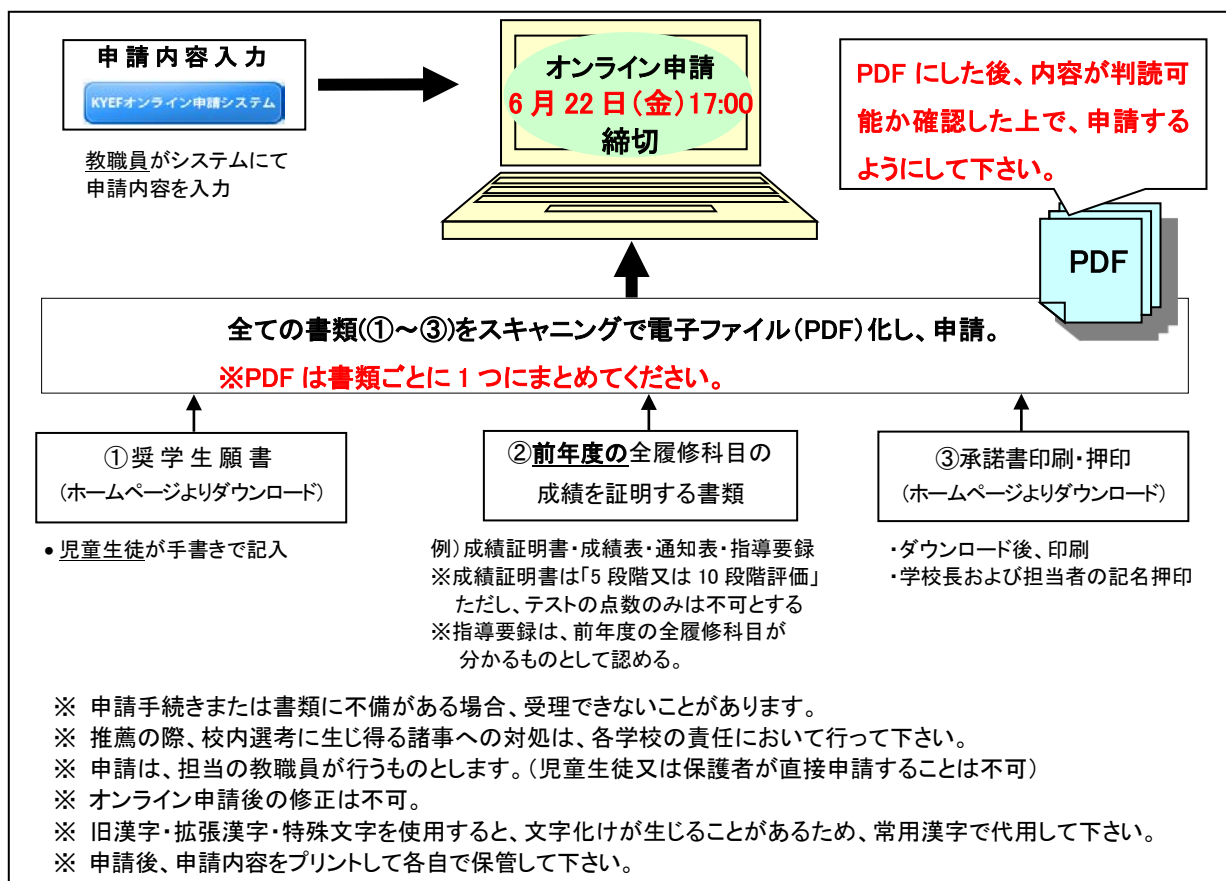 申請内容入力
KYEFオンライン申請システム
教職員がシステムにて
申請内容を入力
オンライン申請
6 月 22 日(金)17:00
締切
PDF にした後、内容が判読可
能か確認した上で、申請する
ようにして下さい。
PDF
全ての書類(①～③)をスキャニングで電子ファイル(PDF)化し、申請。
※PDF は書類ごとに 1 つにまとめてください。
①奨学生願書
(ホームページよりダウンロード)
• 児童生徒が手書きで記入
②前年度の全履修科目の
成績を証明する書類
例)成績証明書・成績表・通知表・指導要録
※成績証明書は「5 段階又は 10 段階評価」
ただし、テストの点数のみは不可とする
※指導要録は、前年度の全履修科目が
分かるものとして認める。
③承諾書印刷・押印
(ホームページよりダウンロード)
・ダウンロード後、印刷
・学校長および担当者の記名押印
※ 申請手続きまたは書類に不備がある場合、受理できないことがあります。
※ 推薦の際、校内選考に生じ得る諸事への対処は、各学校の責任において行って下さい。
※ 申請は、担当の教職員が行うものとします。(児童生徒又は保護者が直接申請することは不可)
※ オンライン申請後の修正は不可。
※ 旧漢字・拡張漢字・特殊文字を使用すると、文字化けが生じることがあるため、常用漢字で代用して下さい。
※ 申請後、申請内容をプリントして各自で保管して下さい。